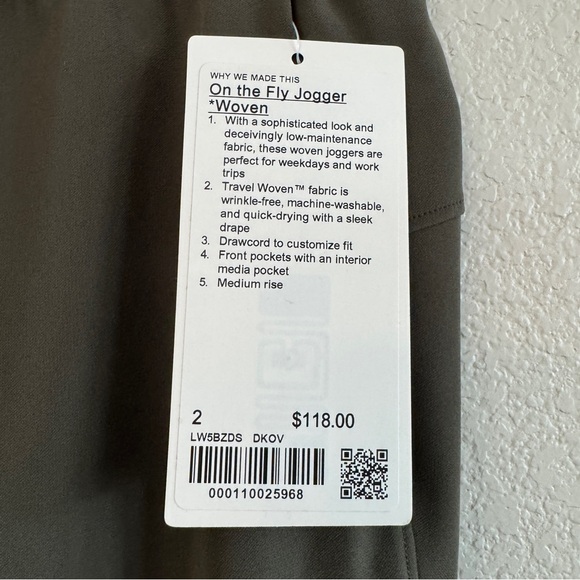 WHY WE MADE THIS
On the Fly Jogger
*Woven
1. With a sophisticated look and
deceivingly low-maintenance
fabric, these woven joggers are
perfect for weekdays and work
trips
2. Travel Woven™ fabric is
wrinkle-free, machine-washable,
and quick-drying with a sleek
drape
3. Drawcord to customize fit
4. Front pockets with an interior
media pocket
5. Medium rise
2 $118.00
LW5BZDS DKOV
000110025968